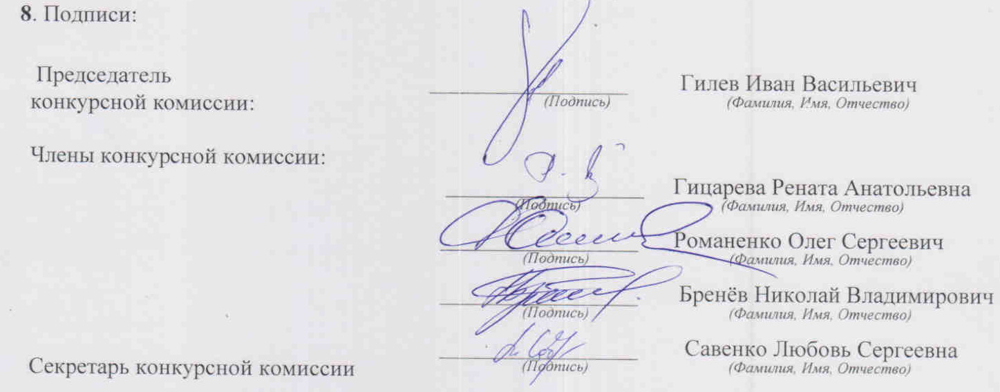 8. Подписи:
Председатель
конкурсной комиссии:
(Подпись)
Гилев Иван Васильевич
(Фамилия, Имя, Отчество)
Члены конкурсной комиссии:
(Подпись)
Гицарева Рената Анатольевна
(Фамилия, Имя, Отчество)
(Подпись)
Романенко Олег Сергеевич
(Фамилия, Имя, Отчество)
(Подпись)
Бренёв Николай Владимирович
(Фамилия, Имя, Отчество)
Секретарь конкурсной комиссии
(Подпись)
Савенко Любовь Сергеевна
(Фамилия, Имя, Отчество)